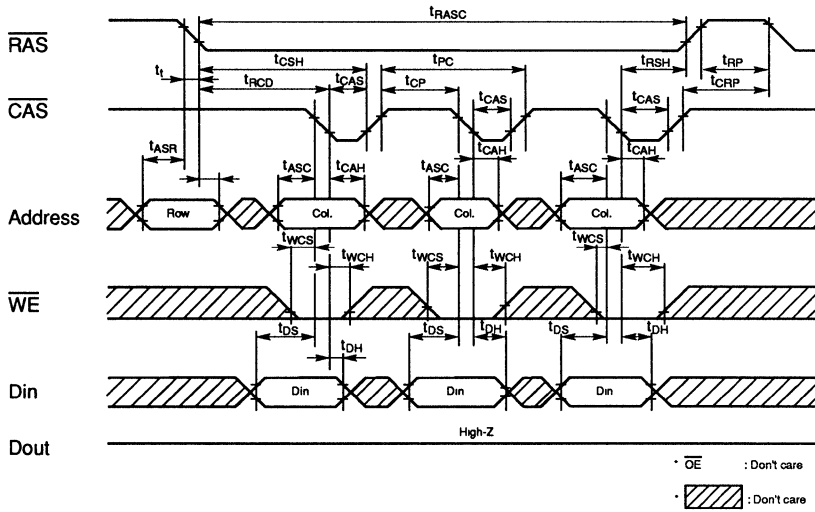 tRASC
RAS
tt
tCSH
tPC
tRSH
tRP
tRCD
tCAS
tCP
tCRP
CAS
tCAS
tCAS
tASR
tASC
tCAH
tASC
tCAH
tASC
tCAH
Address
Row
Col.
Col.
Col.
tWCS
tWCH
tWCS
tWCH
tWCS
tWCH
WE
tDS
tDH
tDS
tDH
tDS
tDH
Din
Din
Din
Din
High-Z
Dout
* OE : Don't care
* : Don't care